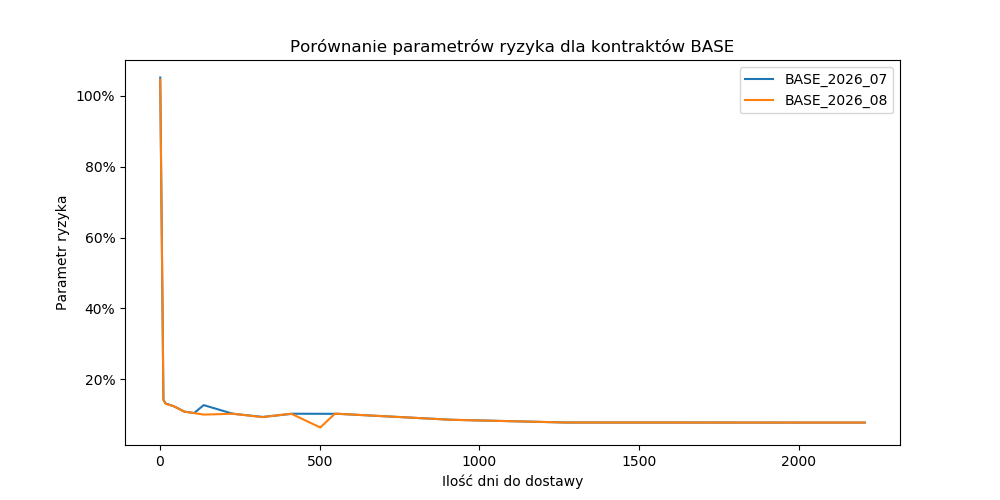 Porównanie parametrów ryzyka dla kontraktów BASE
BASE_2026_07
BASE_2026_08
Parametr ryzyka
100%
80%
60%
40%
20%
0
500
1000
1500
2000
Ilość dni do dostawy